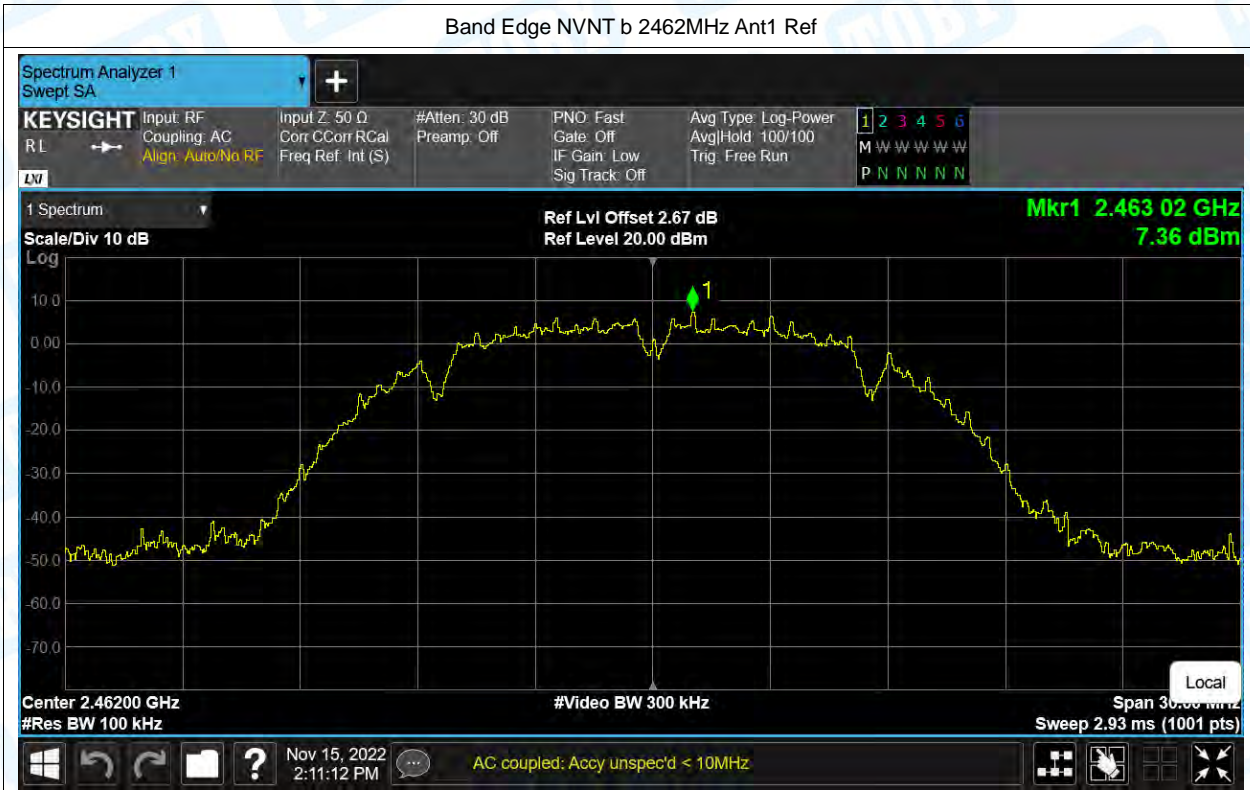 Band Edge NVNT b 2462MHz Ant1 Ref
Spectrum Analyzer 1
Swept SA
+
KEYSIGHT
RL
LXI
Input: RF
Coupling: AC
Align: Auto/No RF
Input Z: 50 Ω
Corr CCorr RCal
Freq Ref: Int (S)
#Atten: 30 dB
Preamp: Off
PNO: Fast
Gate: Off
IF Gain: Low
Sig Track: Off
Avg Type: Log-Power
Avg|Hold: 100/100
Trig: Free Run
1 2 3 4 5 6
M W W W W W
P N N N N N
1 Spectrum
Scale/Div 10 dB
Ref Lvl Offset 2.67 dB
Ref Level 20.00 dBm
Mkr1 2.463 02 GHz
7.36 dBm
Log
1
10.0
0.00
-10.0
-20.0
-30.0
-40.0
-50.0
-60.0
-70.0
Local
Center 2.46200 GHz
#Video BW 300 kHz
Span 30.00 MHz
#Res BW 100 kHz
Sweep 2.93 ms (1001 pts)
?
Nov 15, 2022
2:11:12 PM
AC coupled: Accy unspec'd < 10MHz